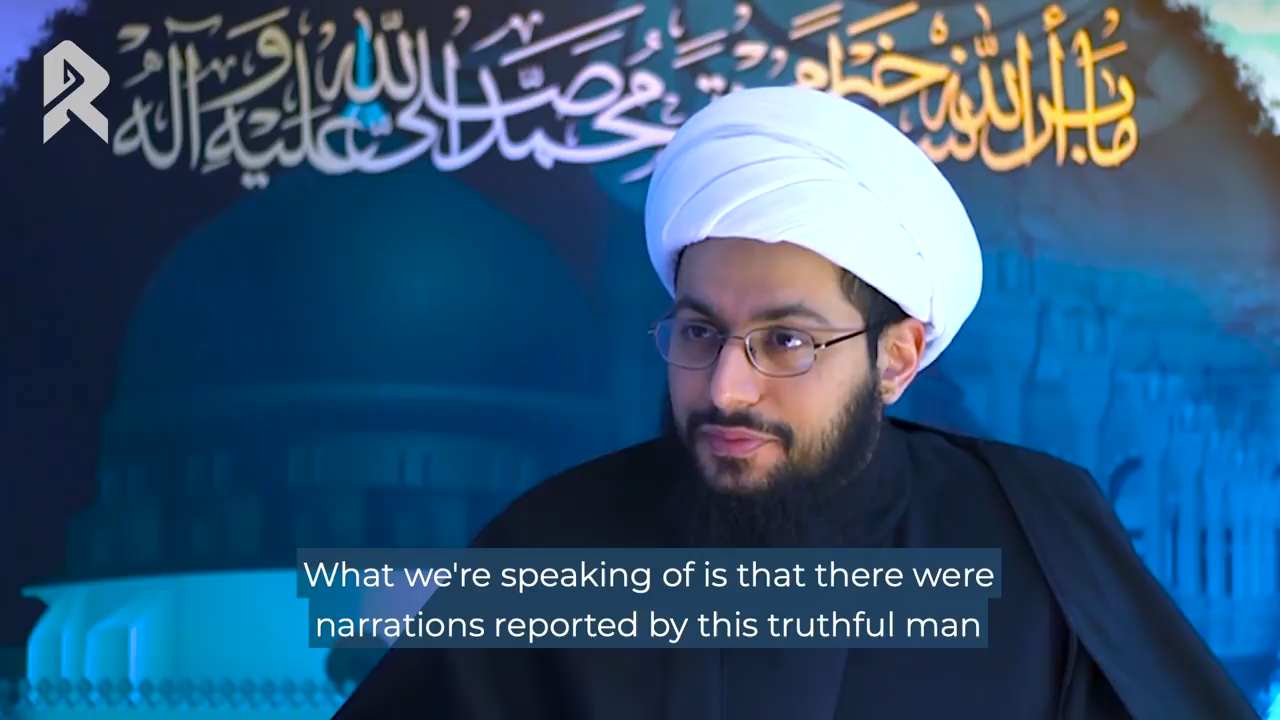 محمد صلى الله عليه وآله
What we're speaking of is that there were
narrations reported by this truthful man